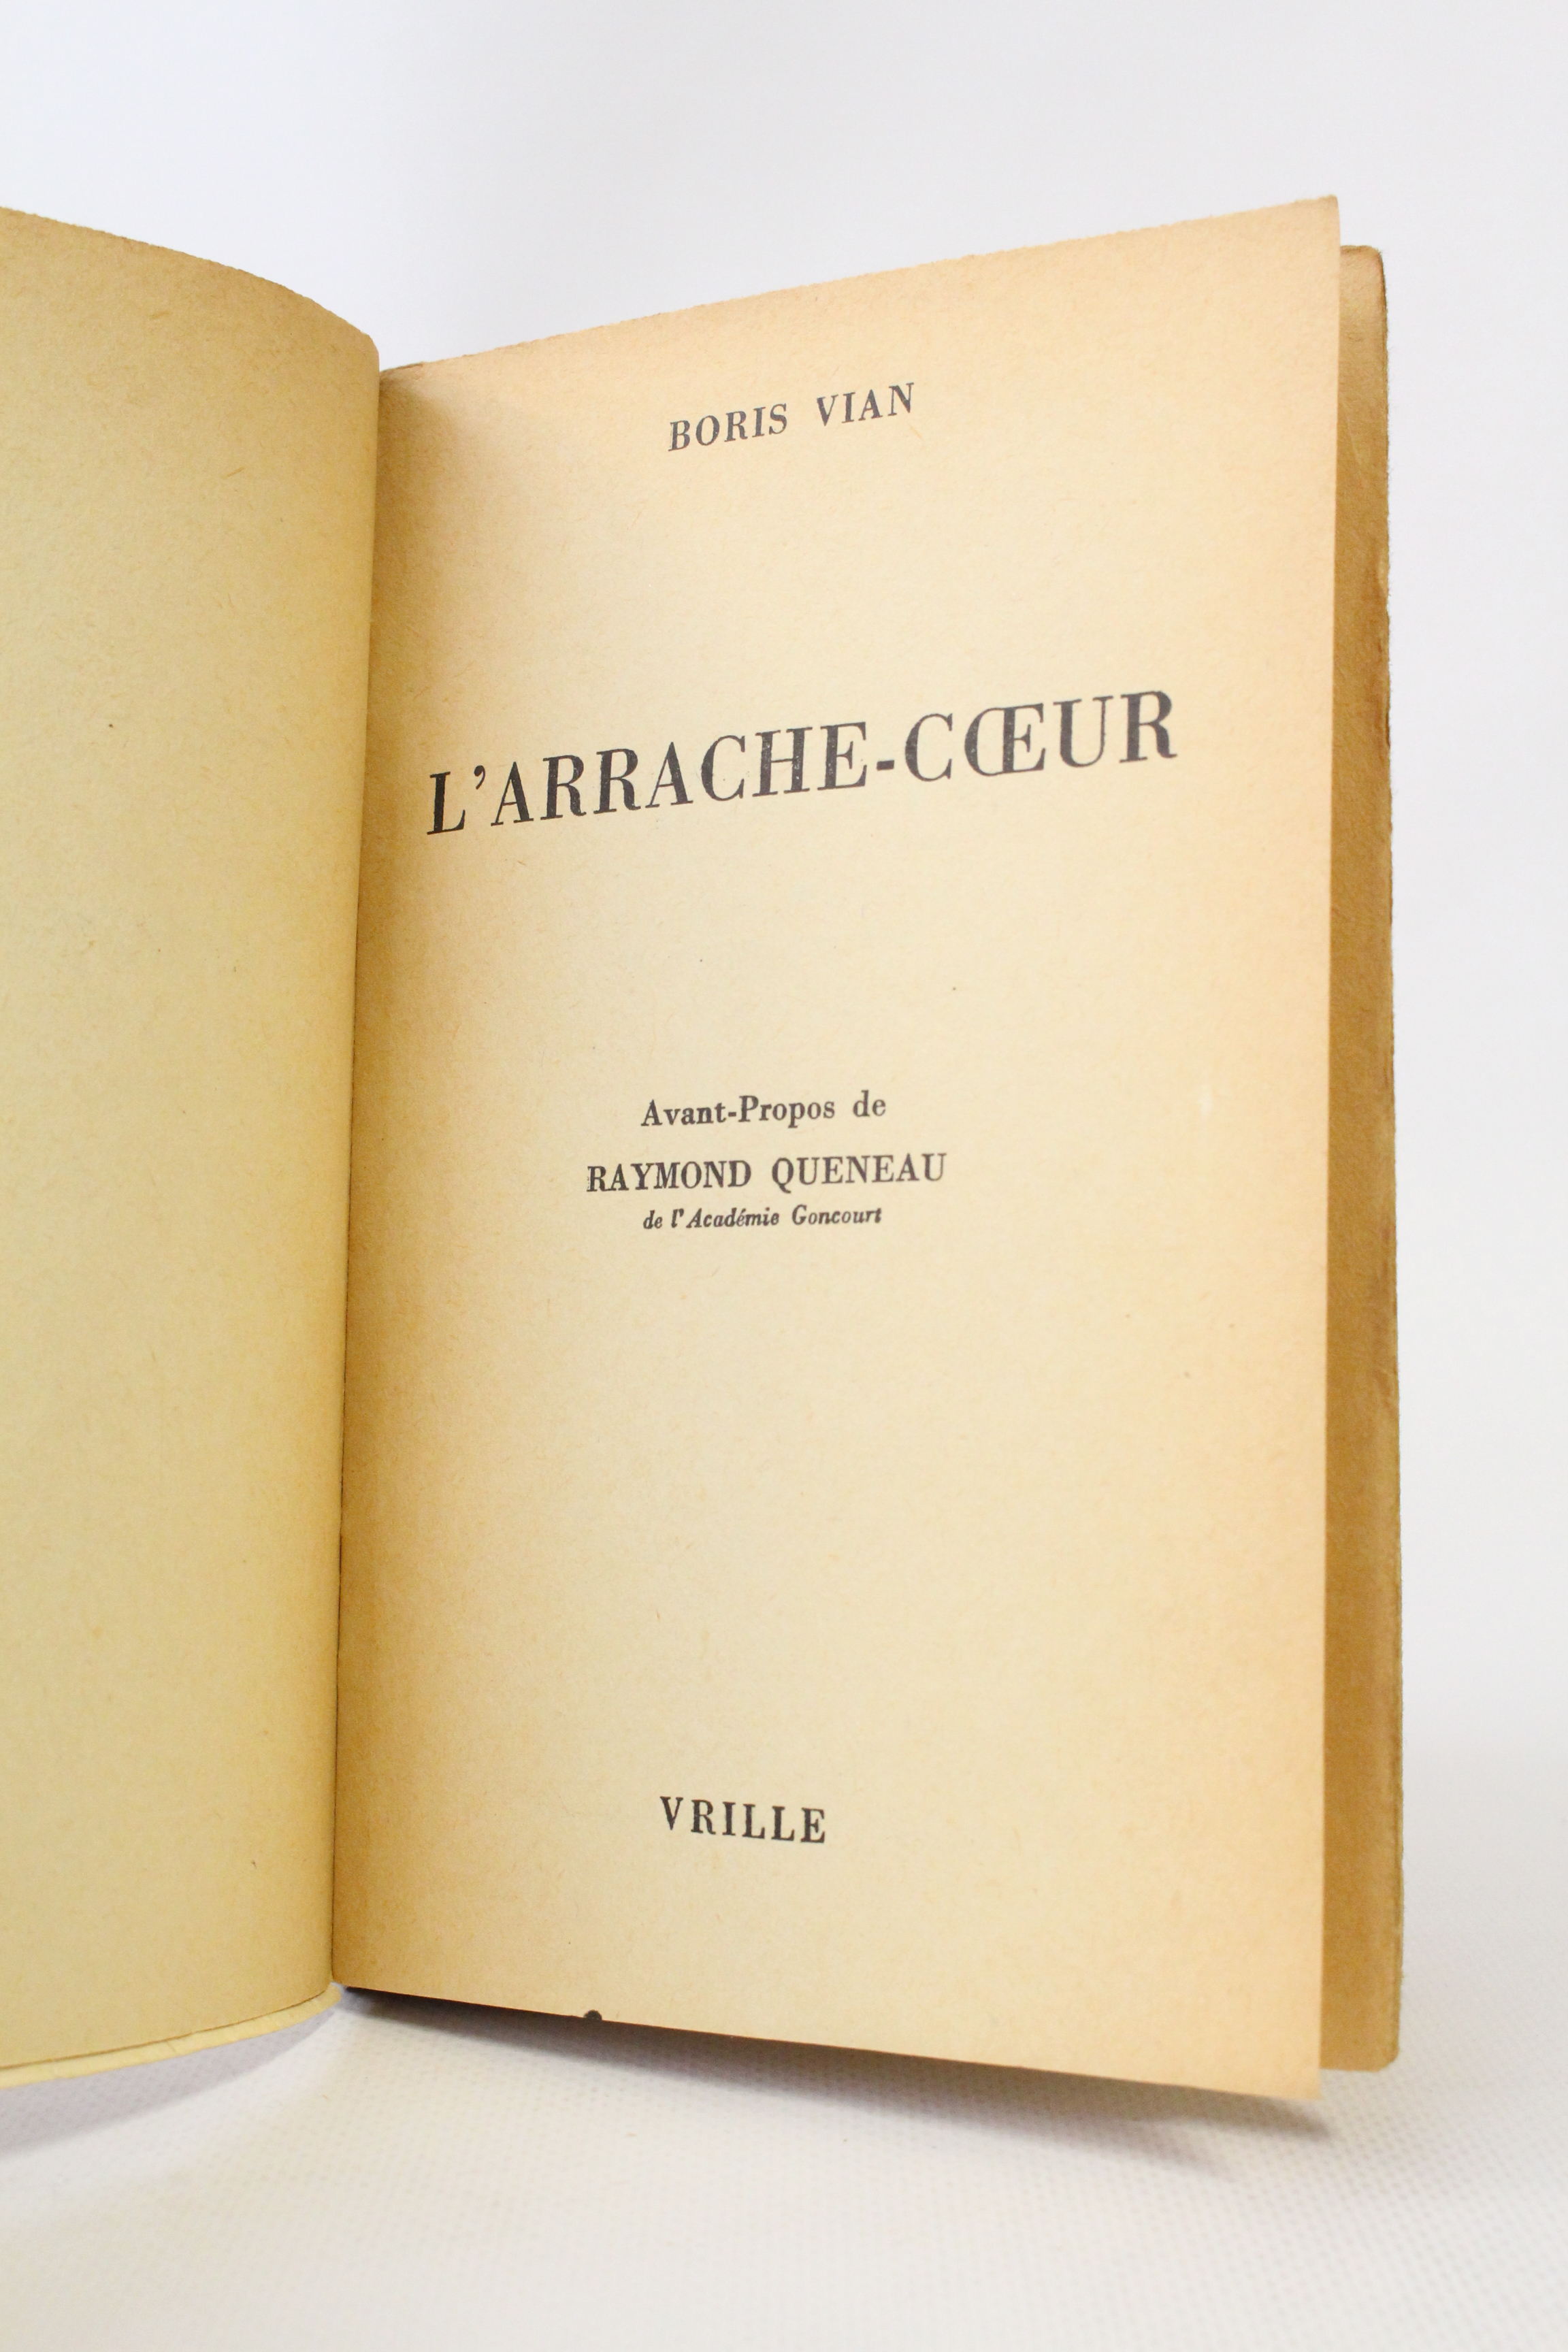 BORIS VIAN
L'ARRACHE-CŒUR
Avant-Propos de
RAYMOND QUENEAU
de l'Académie Goncourt
VRILLE